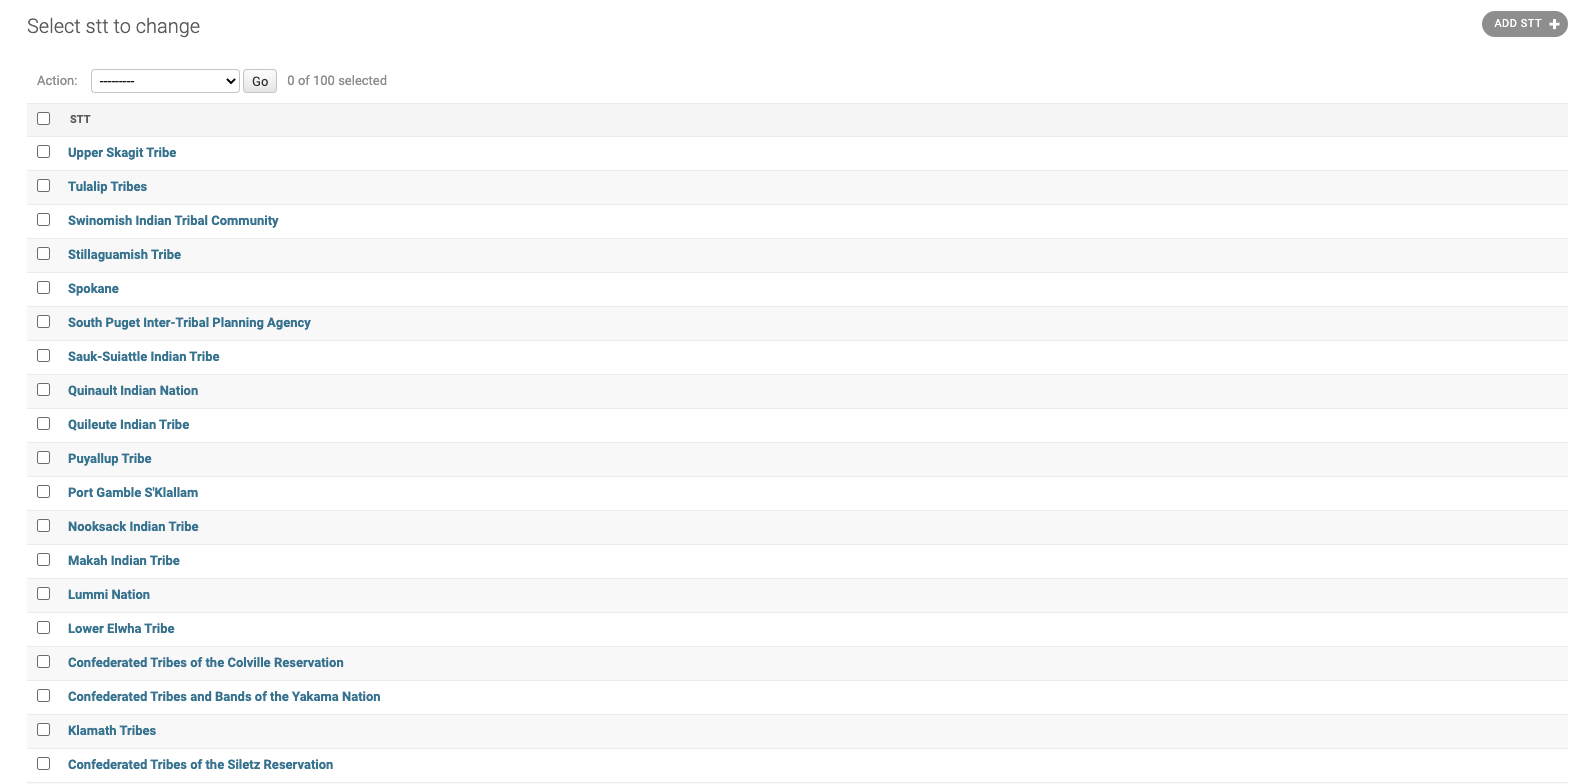 Select stt to change
ADD STT +
Action: --------- Go 0 of 100 selected
STT
Upper Skagit Tribe
Tulalip Tribes
Swinomish Indian Tribal Community
Stillaguamish Tribe
Spokane
South Puget Inter-Tribal Planning Agency
Sauk-Suiattle Indian Tribe
Quinault Indian Nation
Quileute Indian Tribe
Puyallup Tribe
Port Gamble S'Klallam
Nooksack Indian Tribe
Makah Indian Tribe
Lummi Nation
Lower Elwha Tribe
Confederated Tribes of the Colville Reservation
Confederated Tribes and Bands of the Yakama Nation
Klamath Tribes
Confederated Tribes of the Siletz Reservation